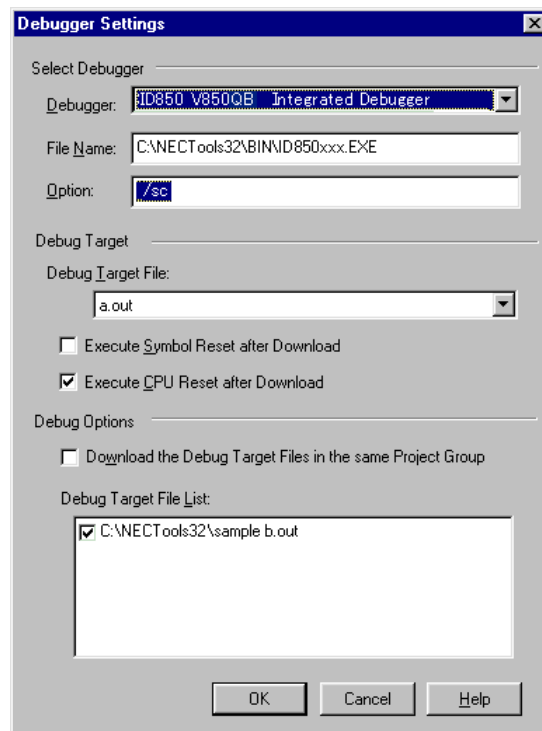 Debugger Settings
Select Debugger
Debugger: ID850 V850QB Integrated Debugger
File Name: C:\NECTools32\BIN\ID850xxx.EXE
Option: /sc
Debug Target
Debug Target File:
a.out
Execute Symbol Reset after Download
Execute CPU Reset after Download
Debug Options
Download the Debug Target Files in the same Project Group
Debug Target File List:
C:\NECTools32\sample b.out
OK Cancel Help